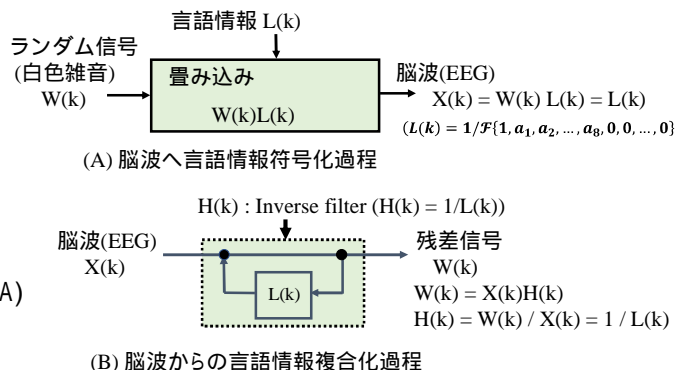 言語情報 L(k)
ランダム信号
(白色雑音)
W(k)
畳み込み
W(k)L(k)
脳波(EEG)
X(k) = W(k) L(k) = L(k)
(L(k) = 1/ℱ{1, a₁, a₂, ..., a₈, 0, 0, ..., 0}
(A) 脳波へ言語情報符号化過程
H(k) : Inverse filter (H(k) = 1/L(k))
脳波(EEG)
X(k)
L(k)
残差信号
W(k)
W(k) = X(k)H(k)
H(k) = W(k) / X(k) = 1 / L(k)
A)
(B) 脳波からの言語情報複合化過程